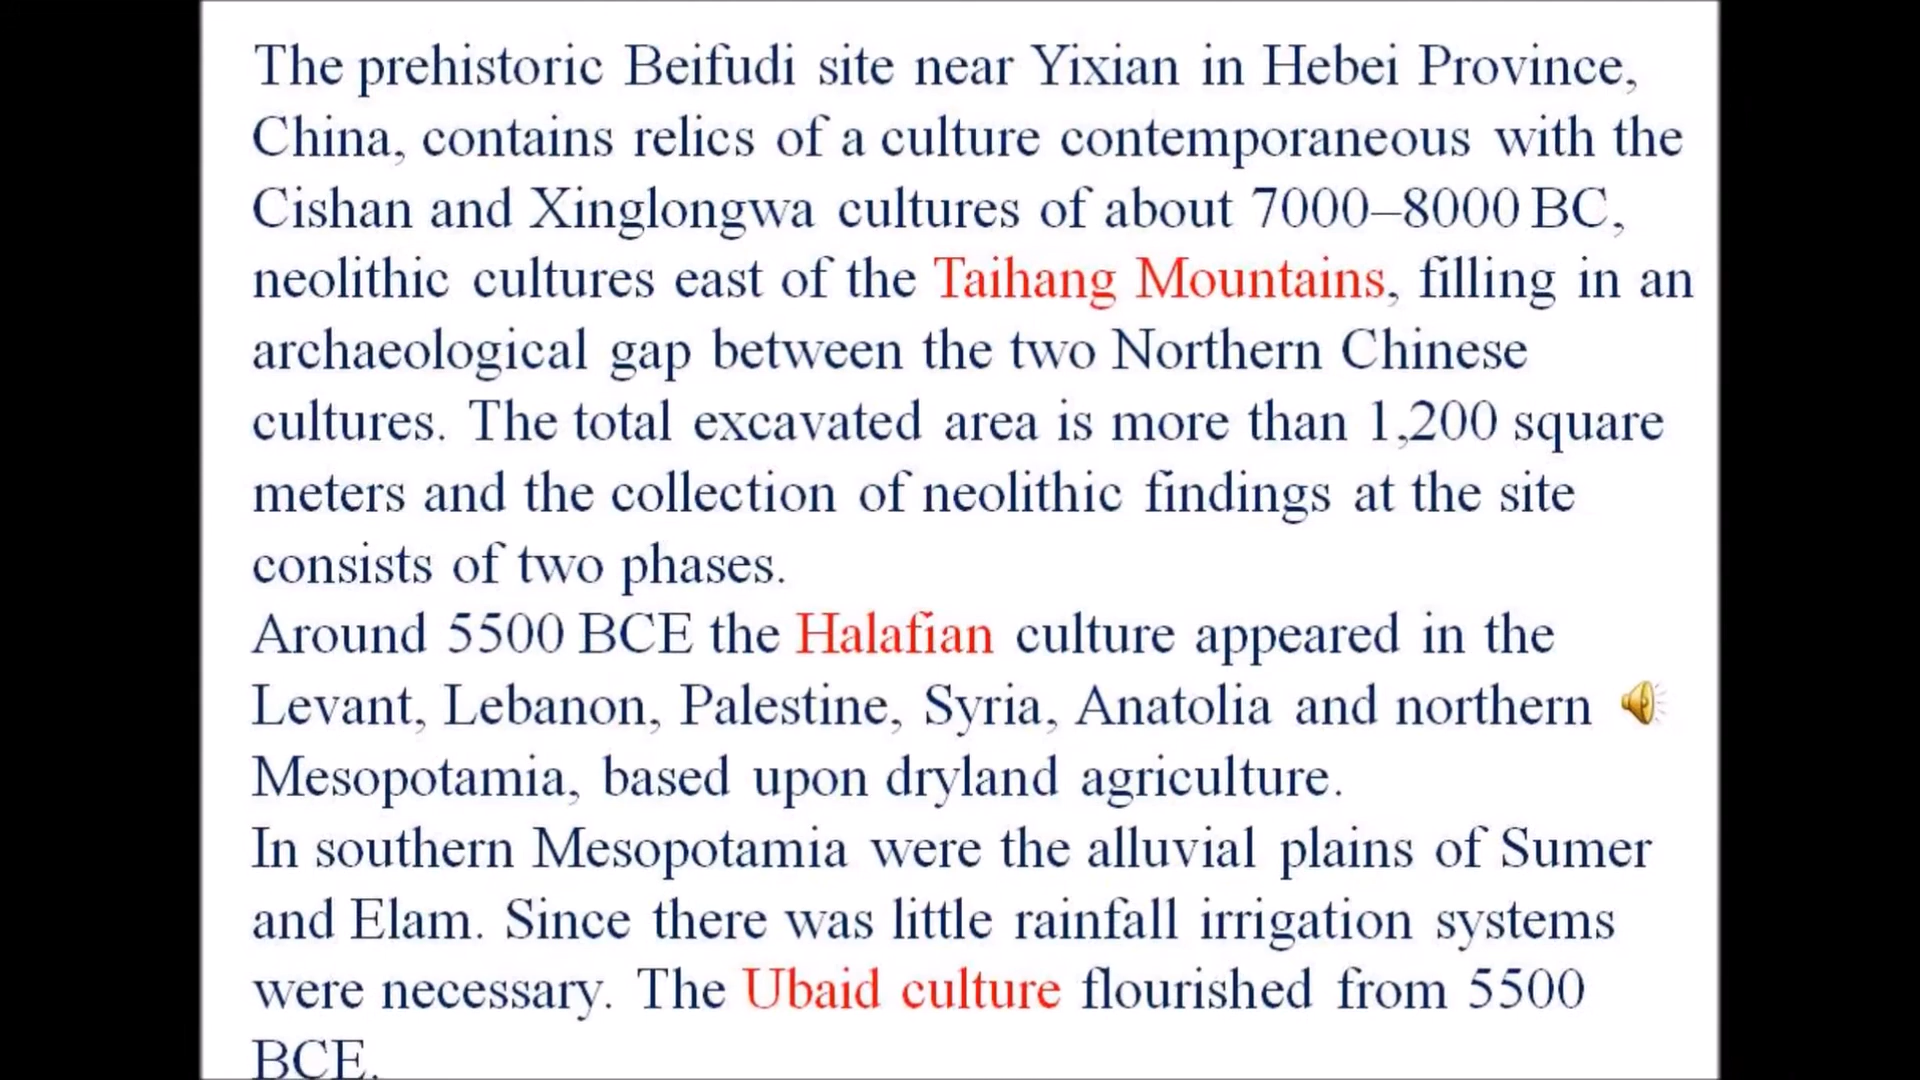 The prehistoric Beifudi site near Yixian in Hebei Province,
China, contains relics of a culture contemporaneous with the
Cishan and Xinglongwa cultures of about 7000–8000 BC,
neolithic cultures east of the Taihang Mountains, filling in an
archaeological gap between the two Northern Chinese
cultures. The total excavated area is more than 1,200 square
meters and the collection of neolithic findings at the site
consists of two phases.
Around 5500 BCE the Halafian culture appeared in the
Levant, Lebanon, Palestine, Syria, Anatolia and northern
Mesopotamia, based upon dryland agriculture.
In southern Mesopotamia were the alluvial plains of Sumer
and Elam. Since there was little rainfall irrigation systems
were necessary. The Ubaid culture flourished from 5500
BCE.